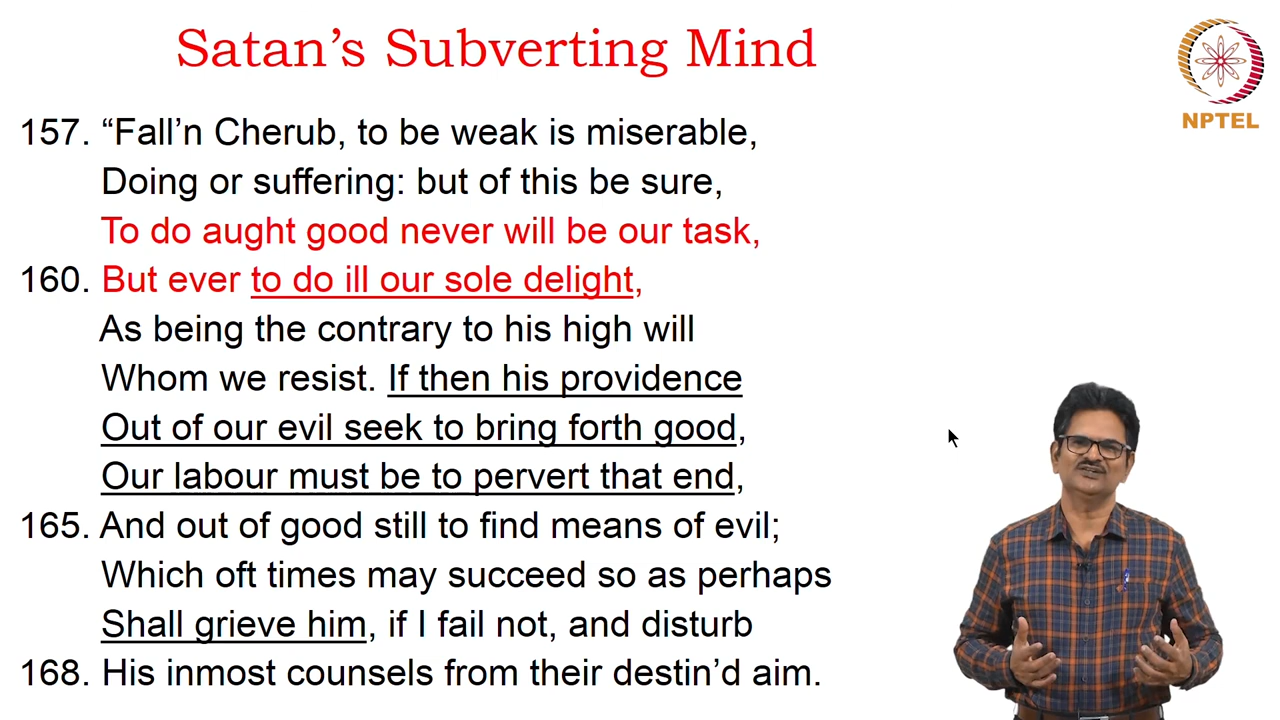 Satan's Subverting Mind
NPTEL
157. “Fall’n Cherub, to be weak is miserable,
Doing or suffering: but of this be sure,
To do aught good never will be our task,
160. But ever to do ill our sole delight,
As being the contrary to his high will
Whom we resist. If then his providence
Out of our evil seek to bring forth good,
Our labour must be to pervert that end,
165. And out of good still to find means of evil;
Which oft times may succeed so as perhaps
Shall grieve him, if I fail not, and disturb
168. His inmost counsels from their destin’d aim.